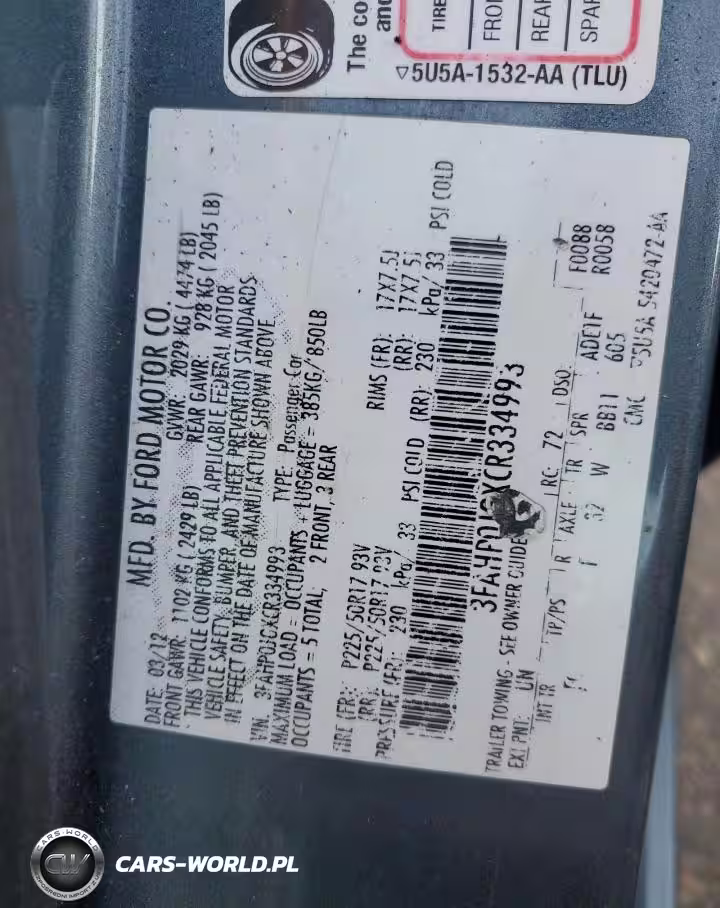 The co
and
TIRE
FRO
REAR
SPAR
▽5U5A-1532-AA (TLU)
MFD. BY FORD MOTOR CO.
DATE: 03/12 GVWR: 2029 KG ( 4474 LB)
FRONT GAWR: 1102 KG ( 2429 LB) REAR GAWR: 928 KG ( 2045 LB)
THIS VEHICLE CONFORMS TO ALL APPLICABLE FEDERAL MOTOR
VEHICLE SAFETY, BUMPER, AND THEFT PREVENTION STANDARDS
IN EFFECT ON THE DATE OF MANUFACTURE SHOWN ABOVE
VIN: 3FAHP0JGXCR334993 TYPE: Passenger Car
MAXIMUM LOAD = OCCUPANTS + LUGGAGE = 385KG/ 850LB
OCCUPANTS = 5 TOTAL, 2 FRONT, 3 REAR
TIRE (FR): P225/50R17 93V RIMS (FR): 17X7.5J
(RR): P225/50R17 93V (RR): 17X7.5J
PRESSURE (FR): 230 kPa/ 33 PSI COLD (RR): 230 kPa/ 33 PSI COLD
3FAHP0JGXCR334993
TRAILER TOWING - SEE OWNER GUIDE
EXT PNT: UN RC: 72 DSO: F0088
R0058
INT TR TP/PS R AXLE TR SPR ADE1F
32 W BB11 605
CMC ▽5U5A 5420472-AA
CARS-WORLD
CW
CARS-WORLD.PL